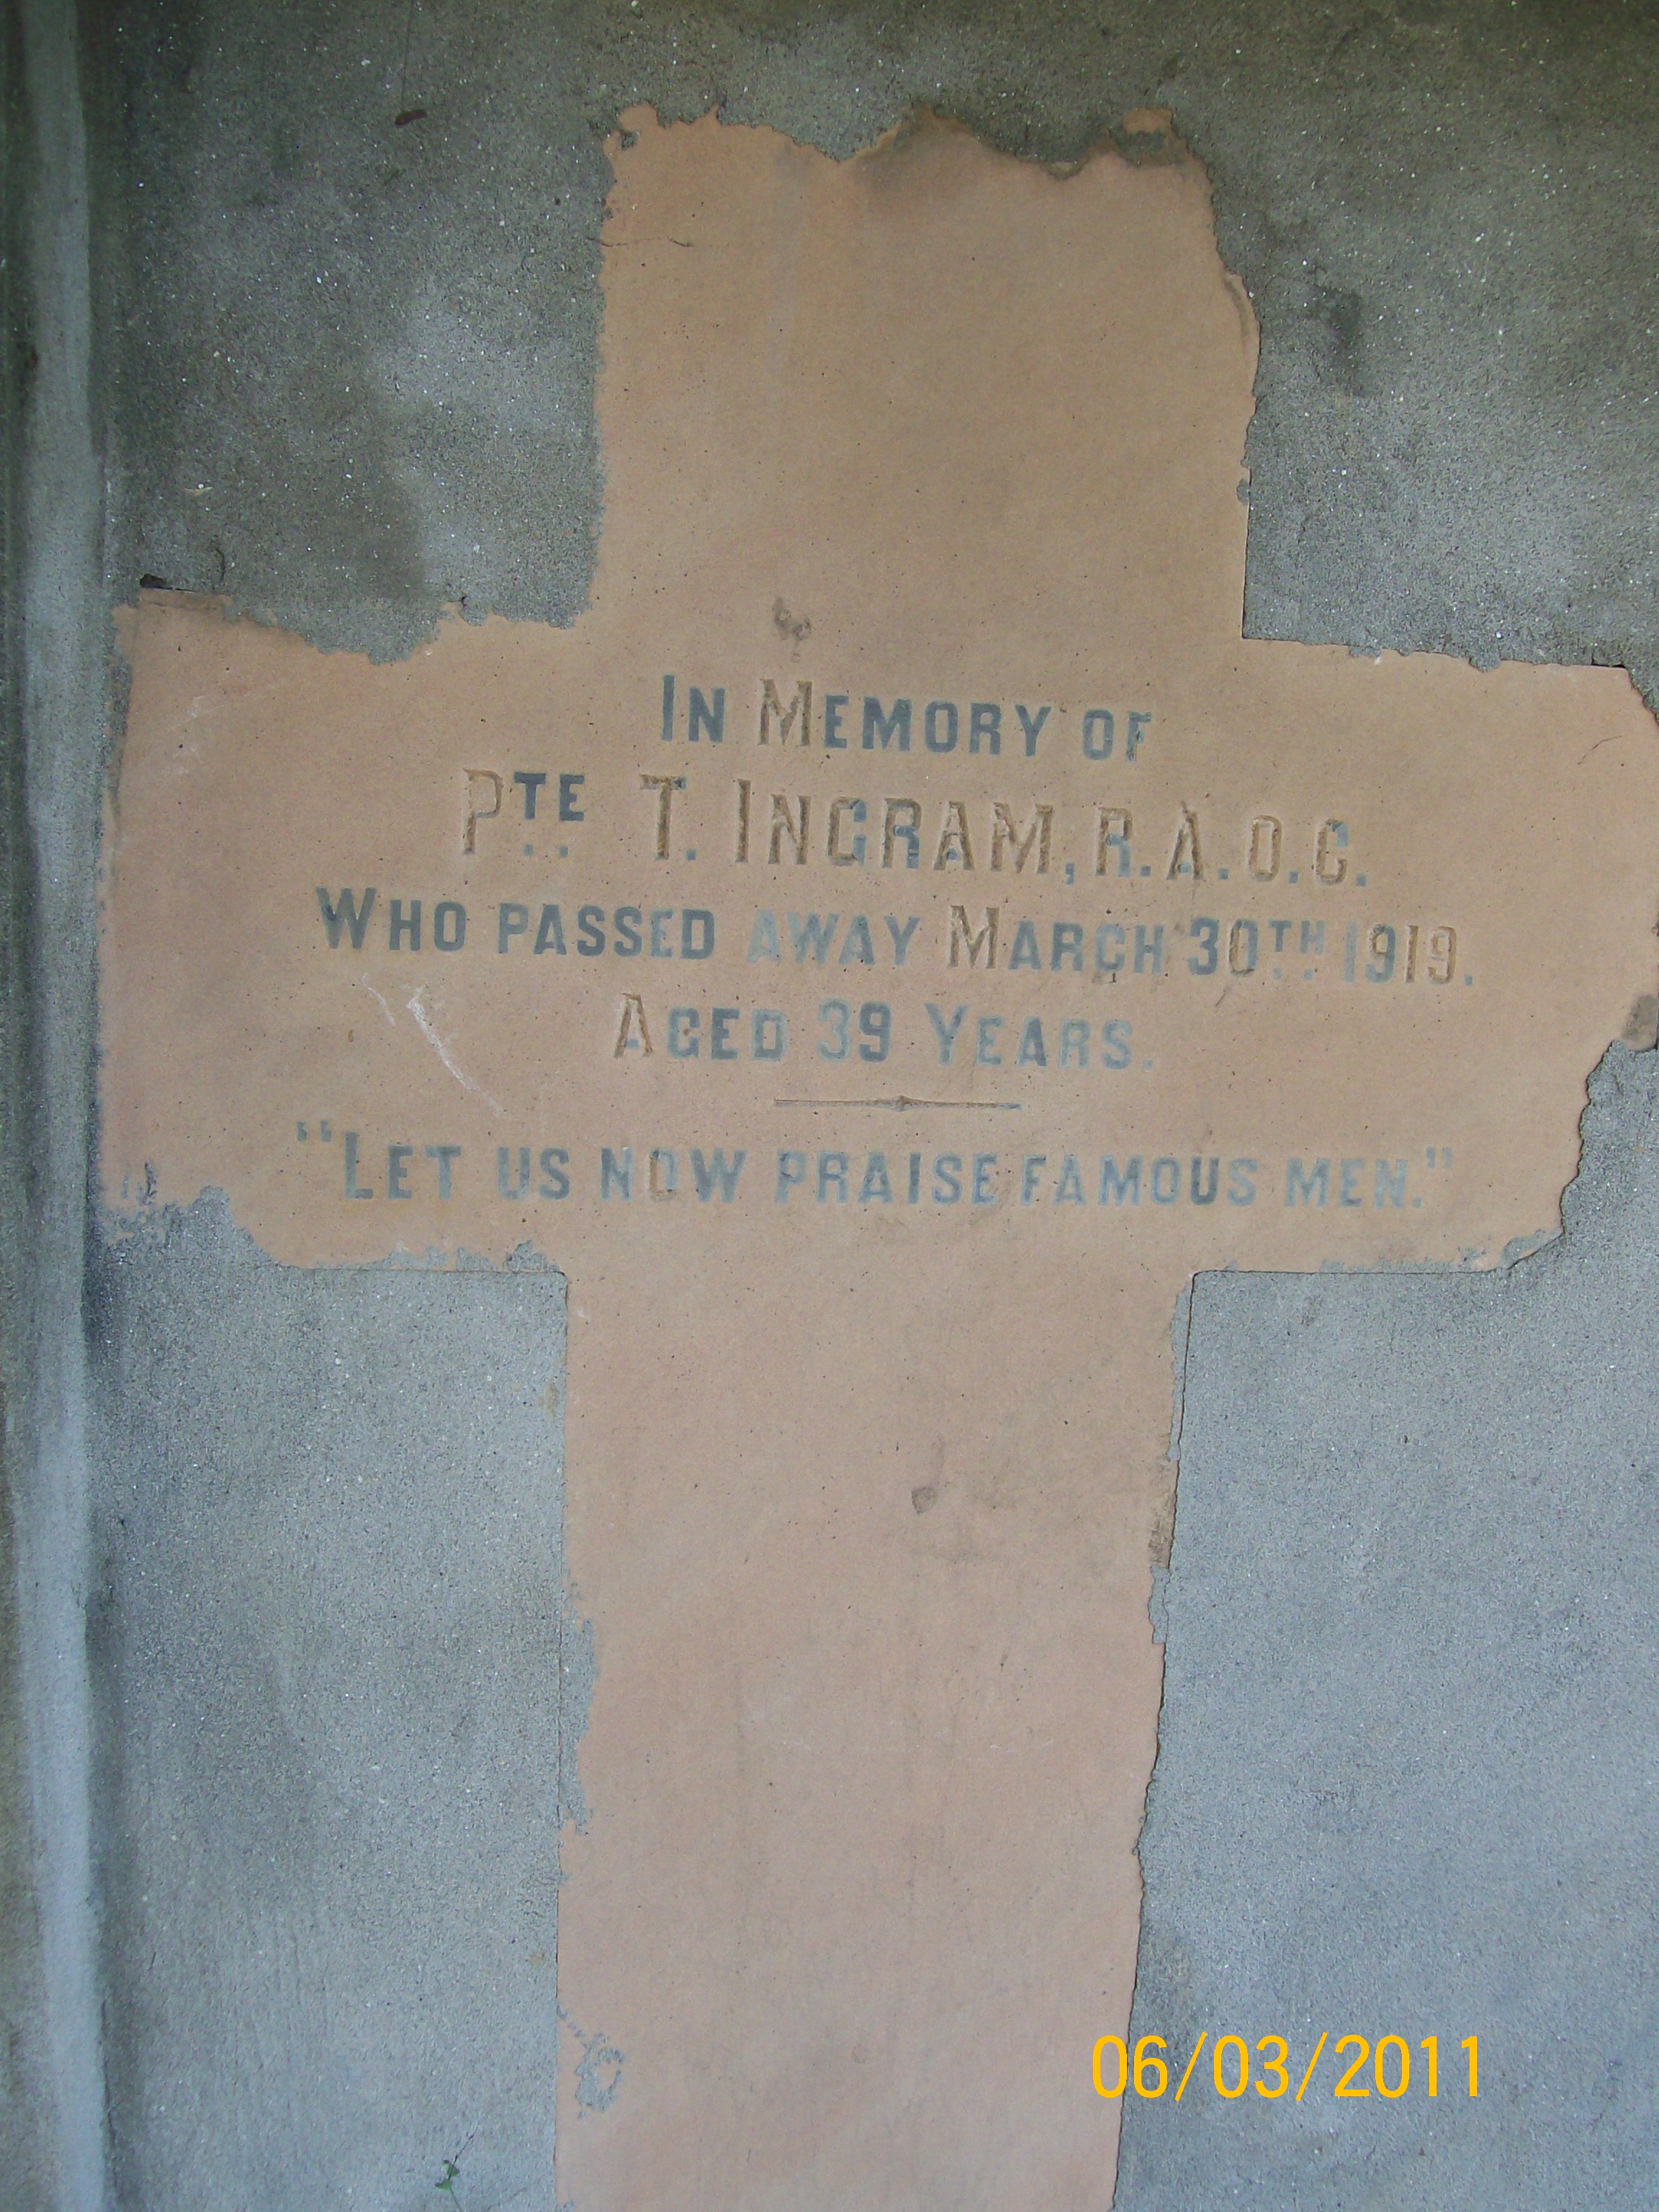 IN MEMORY OF
PTE. T. INGRAM, R.A.O.C.
WHO PASSED AWAY MARCH 30TH 1919.
AGED 39 YEARS.
"LET US NOW PRAISE FAMOUS MEN."
06/03/2011